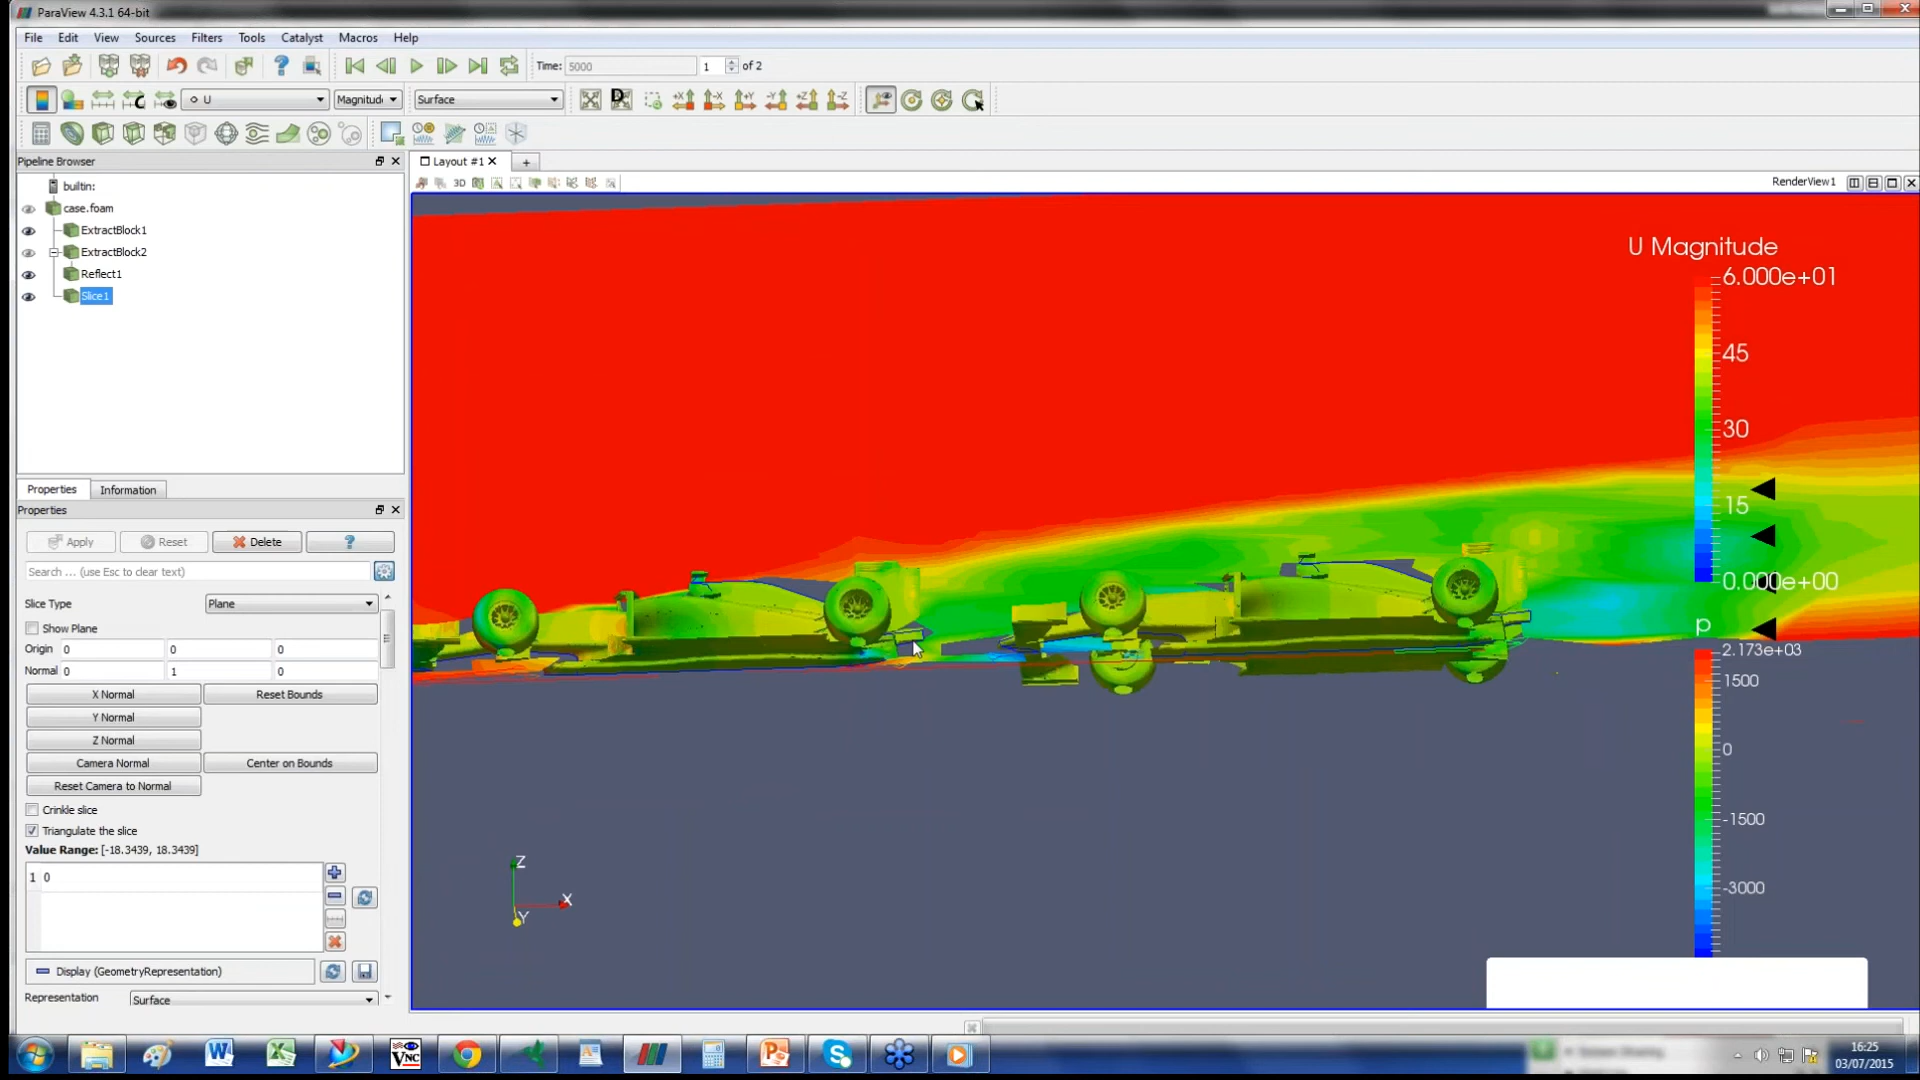 ParaView 4.3.1 64-bit
File Edit View Sources Filters Tools Catalyst Macros Help
Time: 5000 1 of 2
U Magnitude Surface
Pipeline Browser
Layout #1
3D
RenderView1
builtin:
case.foam
ExtractBlock1
ExtractBlock2
Reflect1
Slice1
Properties Information
Properties
Apply Reset Delete ?
Search ... (use Esc to clear text)
Slice Type Plane
Show Plane
Origin 0 0 0
Normal 0 1 0
X Normal Reset Bounds
Y Normal
Z Normal
Camera Normal Center on Bounds
Reset Camera to Normal
Crinkle slice
Triangulate the slice
Value Range: [-18.3439, 18.3439]
1 0
Display (GeometryRepresentation)
Representation Surface
U Magnitude
6.000e+01
45
30
15
0.000e+00
p
2.173e+03
1500
0
-1500
-3000
Z
X
Y
16:25
03/07/2015